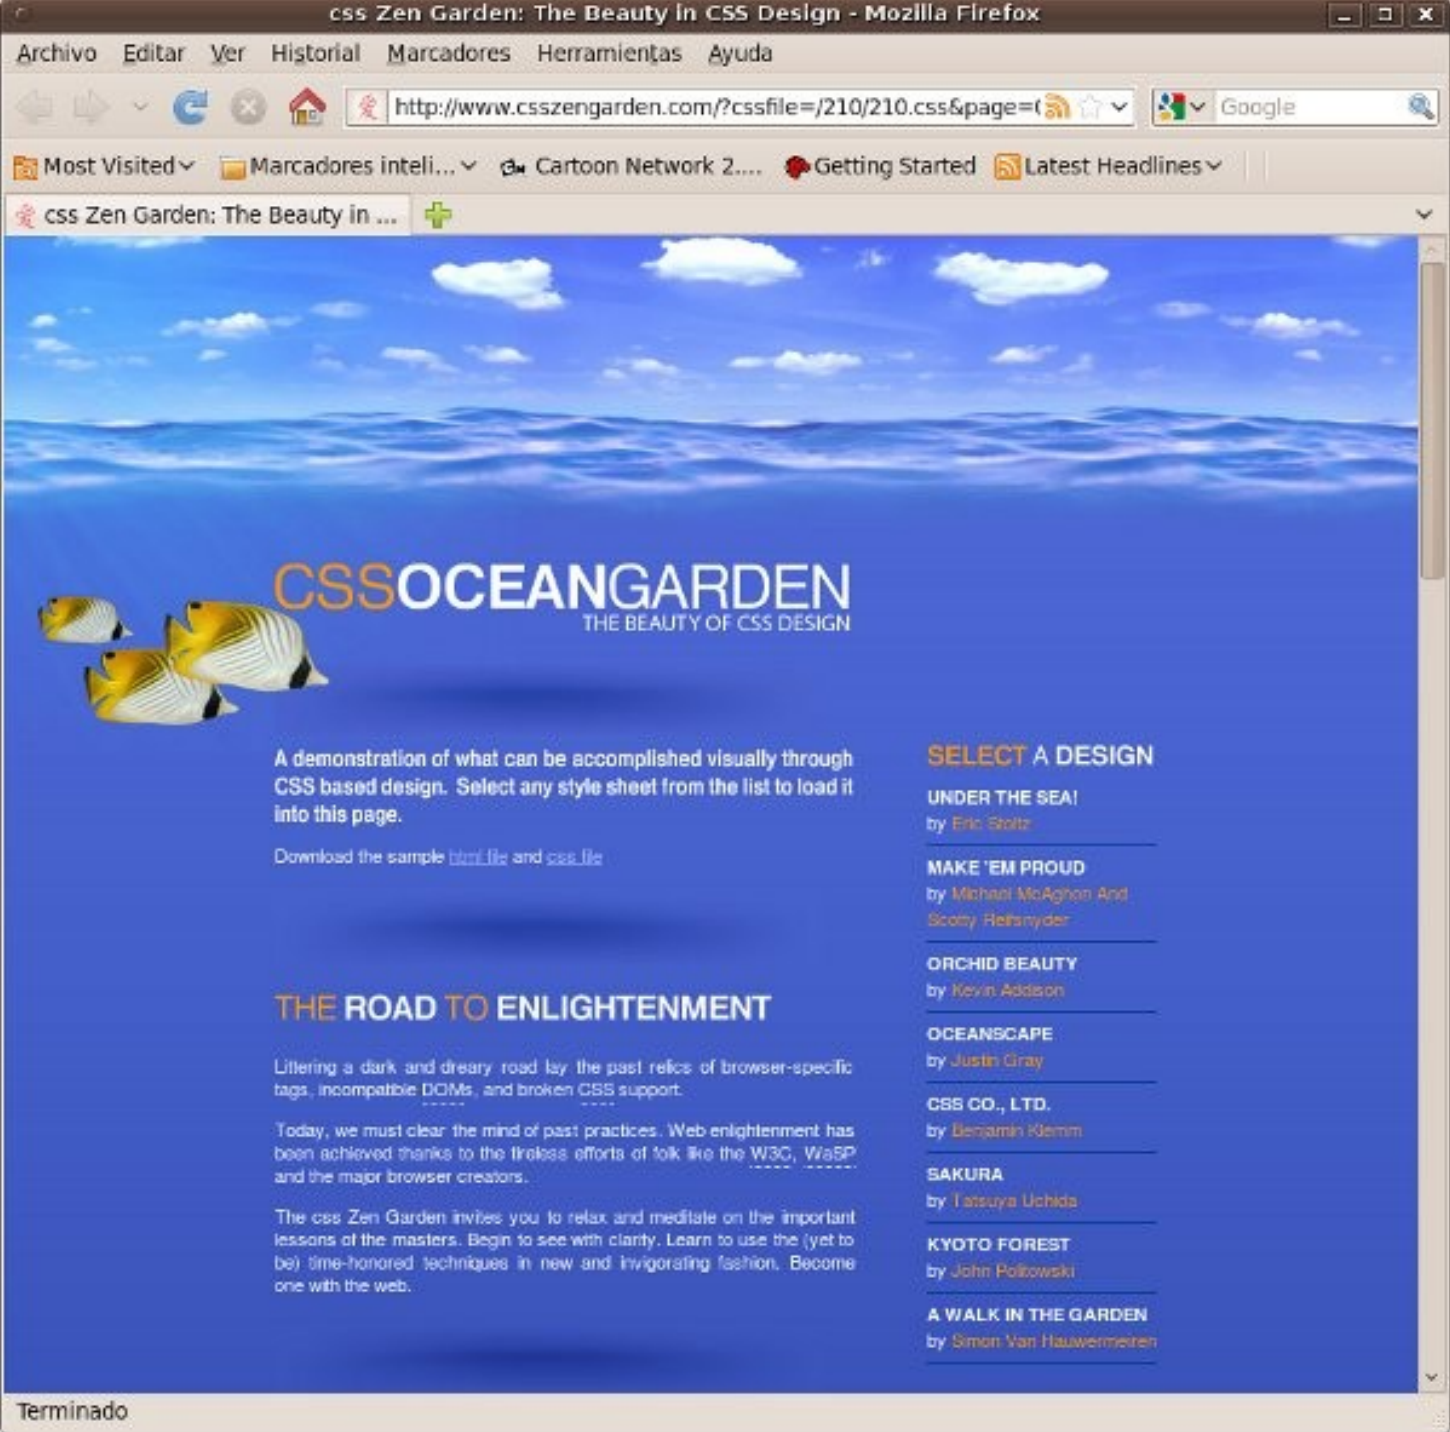 css Zen Garden: The Beauty in CSS Design - Mozilla Firefox
Archivo Editar Ver Historial Marcadores Herramientas Ayuda
http://www.csszengarden.com/?cssfile=/210/210.css&page=( Google
Most Visited Marcadores inteli... Cartoon Network 2.... Getting Started Latest Headlines
css Zen Garden: The Beauty in ...
CSSOCEANGARDEN
THE BEAUTY OF CSS DESIGN
A demonstration of what can be accomplished visually through
CSS based design. Select any style sheet from the list to load it
into this page.
Download the sample html file and css file
THE ROAD TO ENLIGHTENMENT
Littering a dark and dreary road lay the past relics of browser-specific
tags, incompatible DOMs, and broken CSS support.
Today, we must clear the mind of past practices. Web enlightenment has
been achieved thanks to the tireless efforts of folk like the W3C, WaSP
and the major browser creators.
The css Zen Garden invites you to relax and meditate on the important
lessons of the masters. Begin to see with clarity. Learn to use the (yet to
be) time-honored techniques in new and invigorating fashion. Become
one with the web.
SELECT A DESIGN
UNDER THE SEA!
by Eric Stoltz
MAKE 'EM PROUD
by Michael McAghon And
Scotty Reifsnyder
ORCHID BEAUTY
by Kevin Addison
OCEANSCAPE
by Justin Gray
CSS CO., LTD.
by Benjamin Klemm
SAKURA
by Tatsuya Uchida
KYOTO FOREST
by John Politowski
A WALK IN THE GARDEN
by Simon Van Hauwermeiren
Terminado